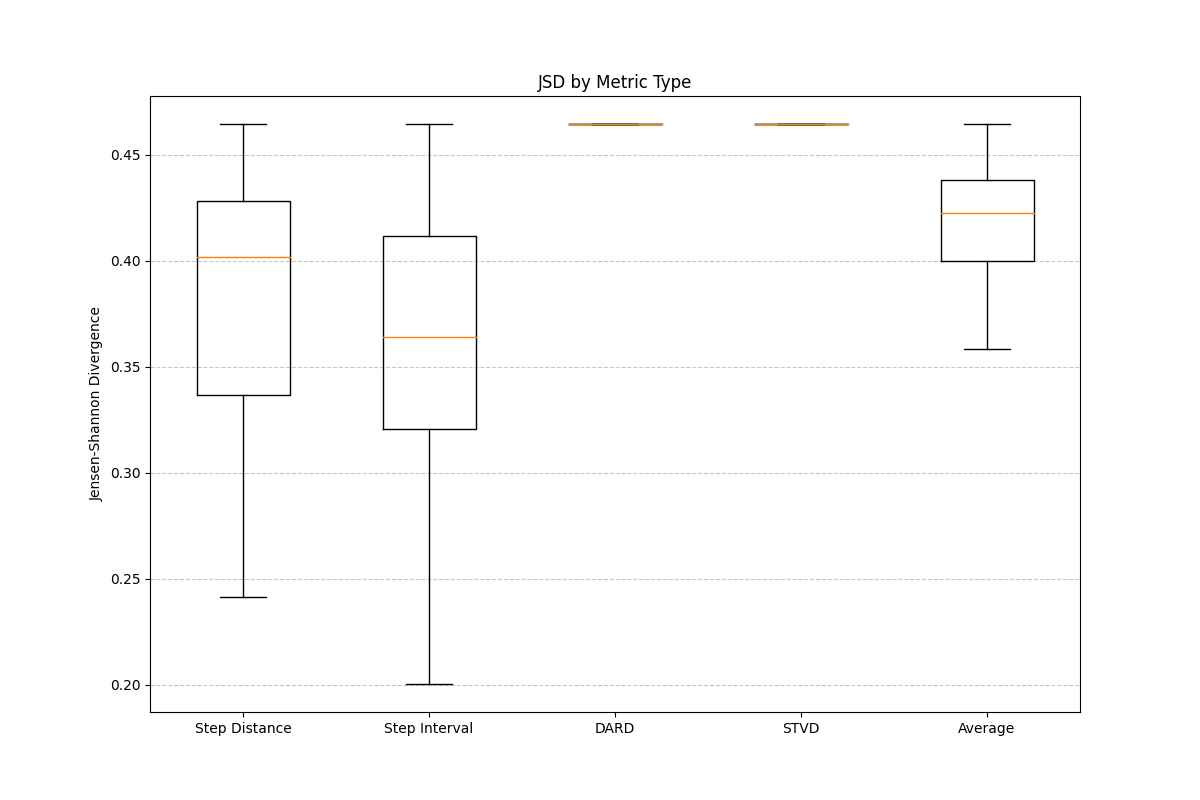 JSD by Metric Type
Jensen-Shannon Divergence
0.45
0.40
0.35
0.30
0.25
0.20
Step Distance
Step Interval
DARD
STVD
Average